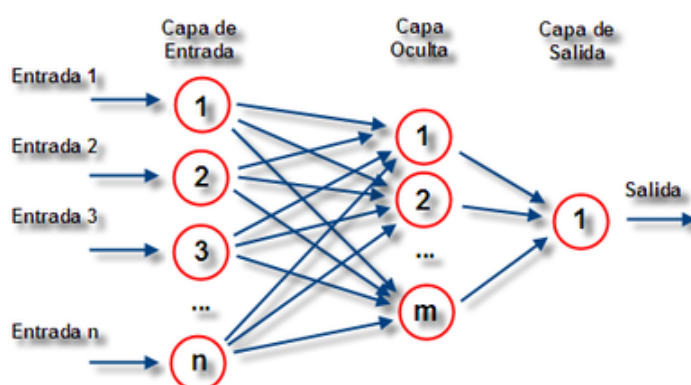 Capa de
Entrada
Capa
Oculta
Capa de
Salida
Entrada 1
1
1
Entrada 2
2
2
1
Salida
Entrada 3
3
...
...
m
Entrada n
n